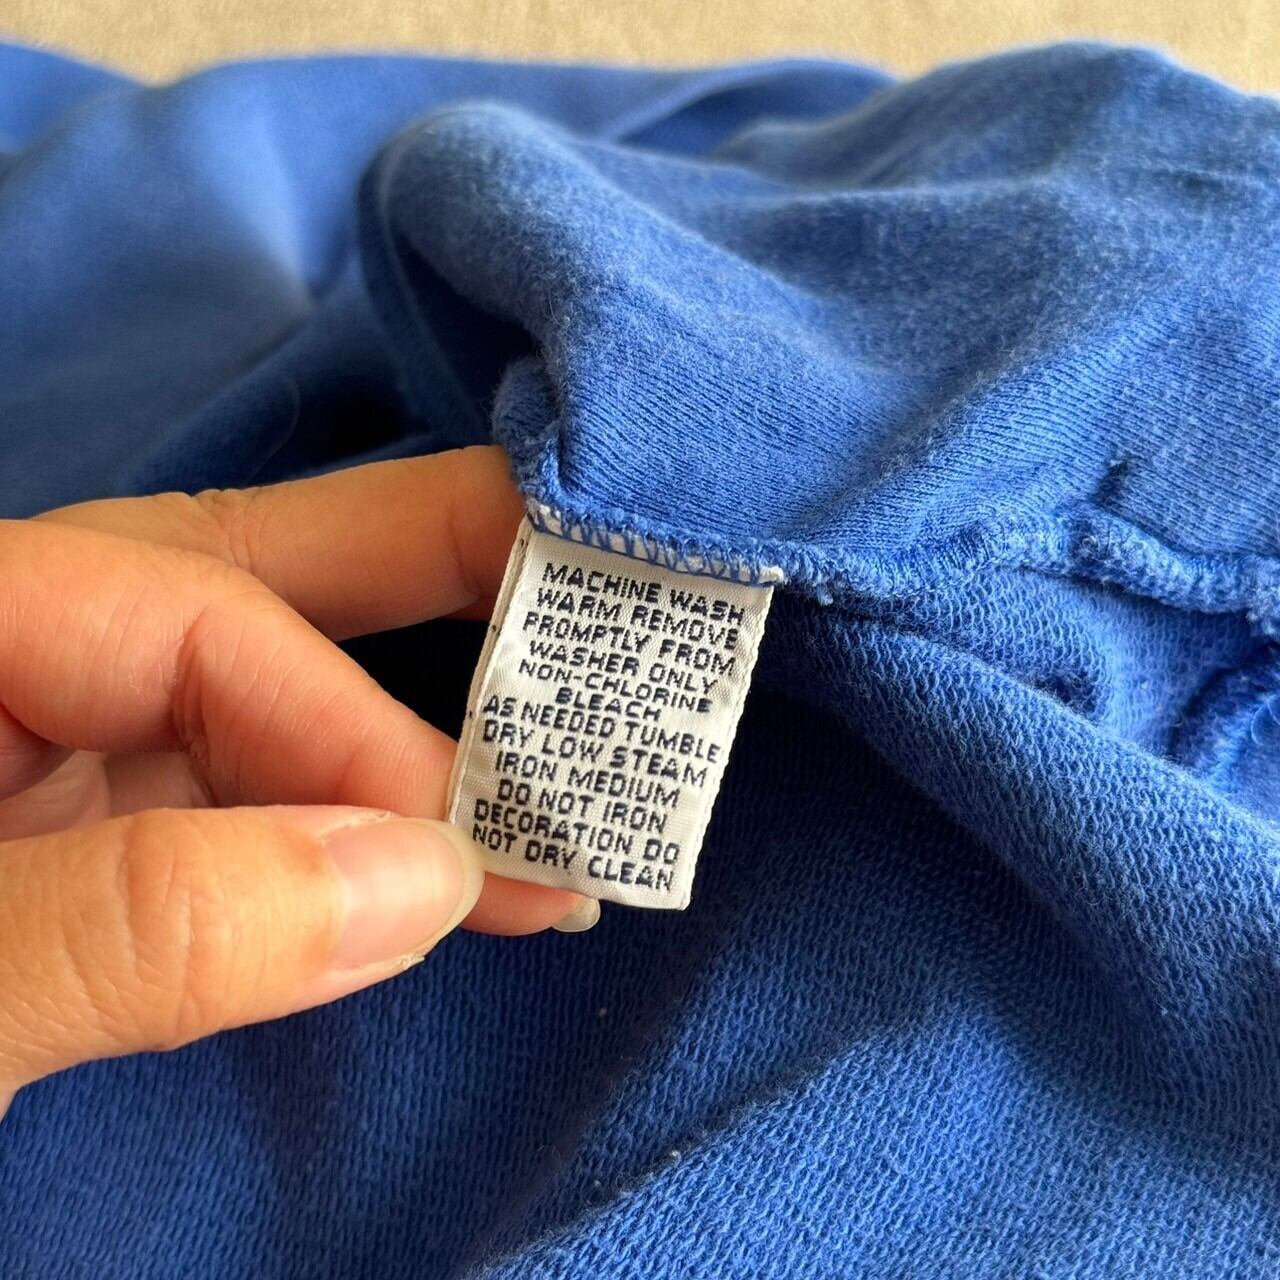 MACHINE WASH
WARM REMOVE
PROMPTLY FROM
WASHER ONLY
NON-CHLORINE
BLEACH
AS NEEDED TUMBLE
DRY LOW STEAM
IRON MEDIUM
DO NOT IRON
DECORATION DO
NOT DRY CLEAN